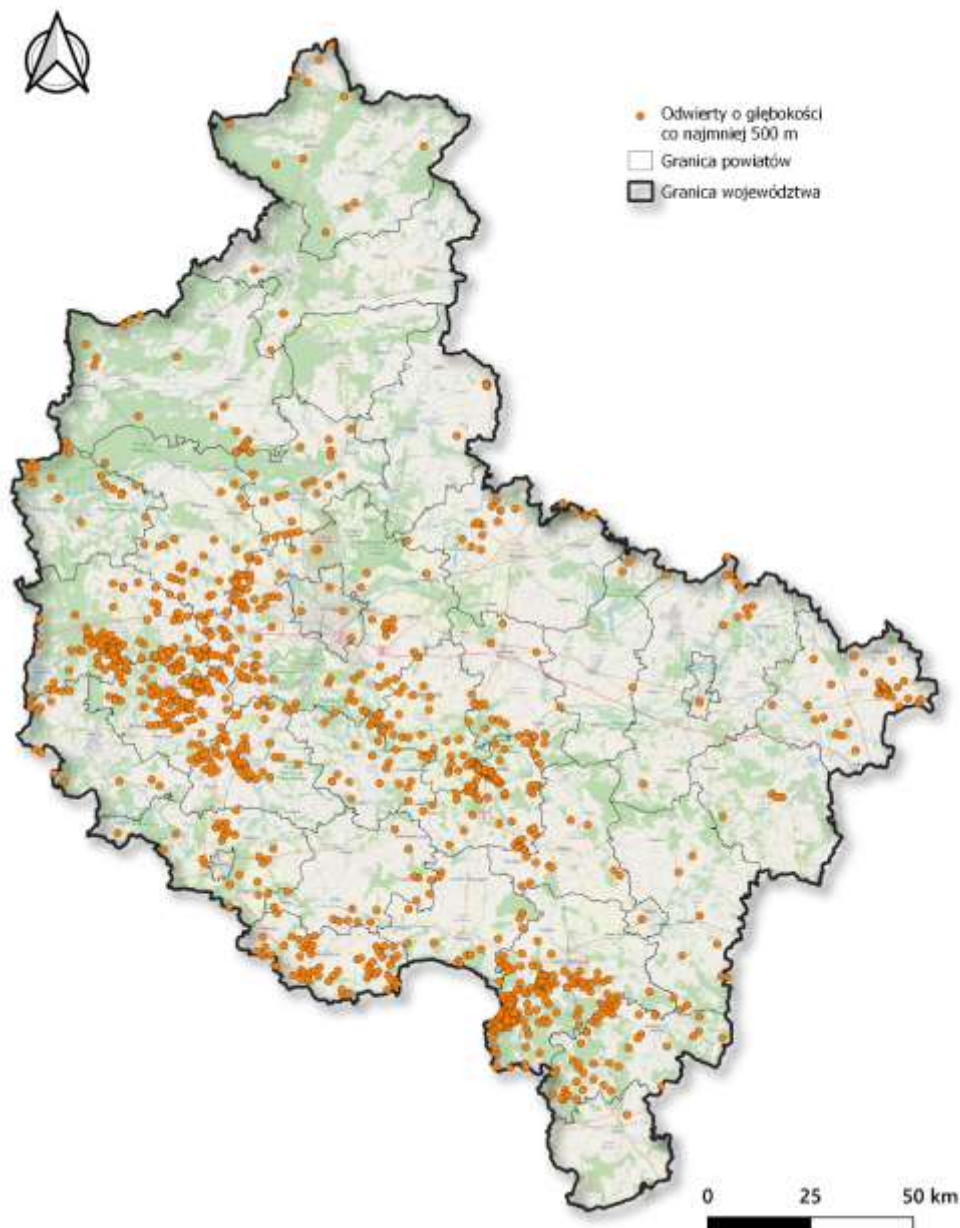 Odwierty o głębokości
co najmniej 500 m
Granica powiatów
Granica województwa
0 25 50 km